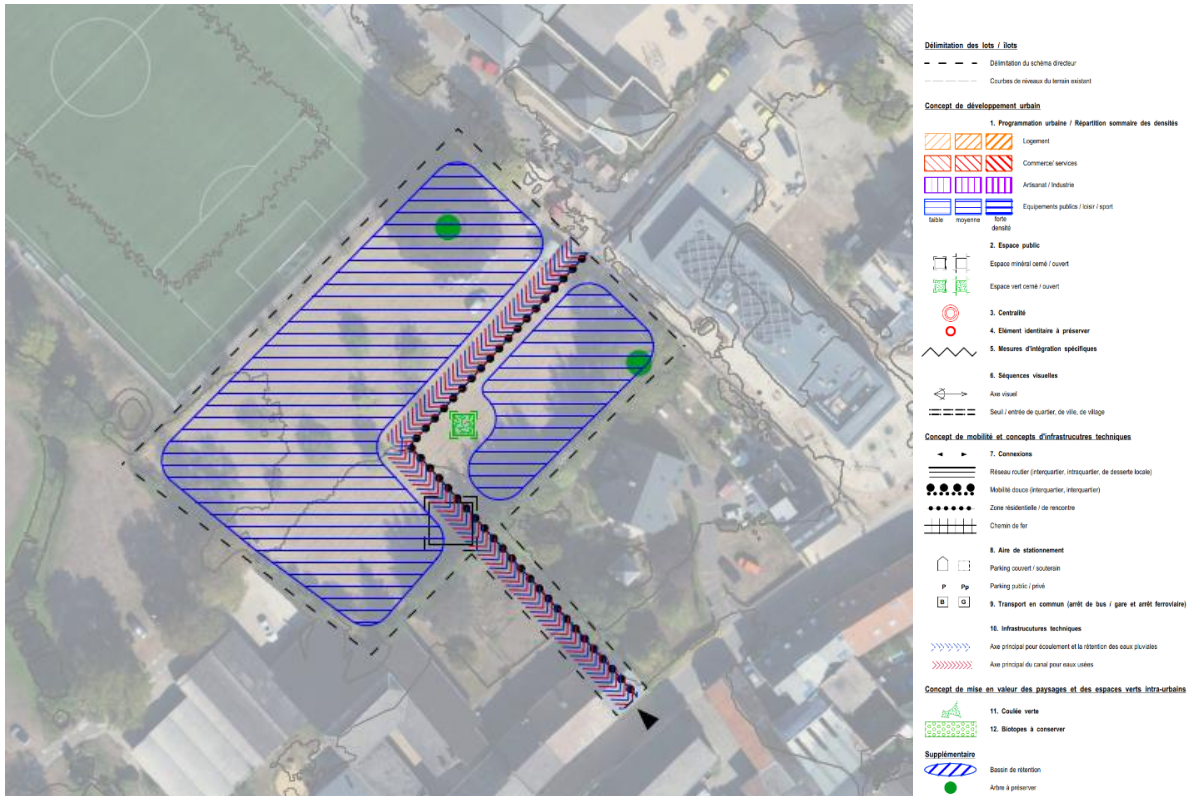 Délimitation des lots / îlots
Délimitation du schéma directeur
Courbes de niveaux du terrain existant
Concept de développement urbain
1. Programmation urbaine / Répartition sommaire des densités
Logement
Commerce/ services
Artisanat / Industrie
Equipements publics / loisir / sport
faible moyenne forte
densité
2. Espace public
Espace minéral cerné / ouvert
Espace vert cerné / ouvert
3. Centralité
4. Elément identitaire à préserver
5. Mesures d'intégration spécifiques
6. Séquences visuelles
Axe visuel
Seuil / entrée de quartier, de ville, de village
Concept de mobilité et concepts d'infrastrucutres techniques
7. Connexions
Réseau routier (interquartier, intraquartier, de desserte locale)
Mobilité douce (interquartier, interquartier)
Zone résidentielle / de rencontre
Chemin de fer
8. Aire de stationnement
Parking couvert / souterain
P Pp Parking public / privé
B G 9. Transport en commun (arrêt de bus / gare et arrêt ferroviaire)
10. Infrastrucutures techniques
Axe principal pour écoulement et la rétention des eaux pluviales
Axe principal du canal pour eaux usées
Concept de mise en valeur des paysages et des espaces verts intra-urbains
11. Coulée verte
12. Biotopes à conserver
Supplémentaire
Bassin de rétention
Arbre à préserver